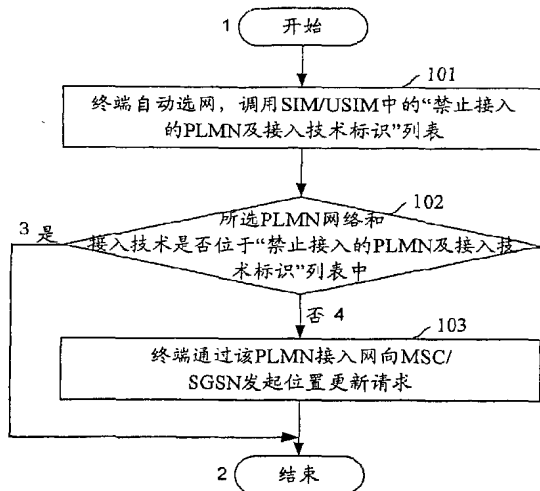 1 开始
101
终端自动选网，调用SIM/USIM中的“禁止接入
的PLMN及接入技术标识”列表
102
所选PLMN网络和
接入技术是否位于“禁止接入的PLMN及接入技
术标识”列表中
3 是
否 4
103
终端通过该PLMN接入网向MSC/
SGSN发起位置更新请求
2 结束